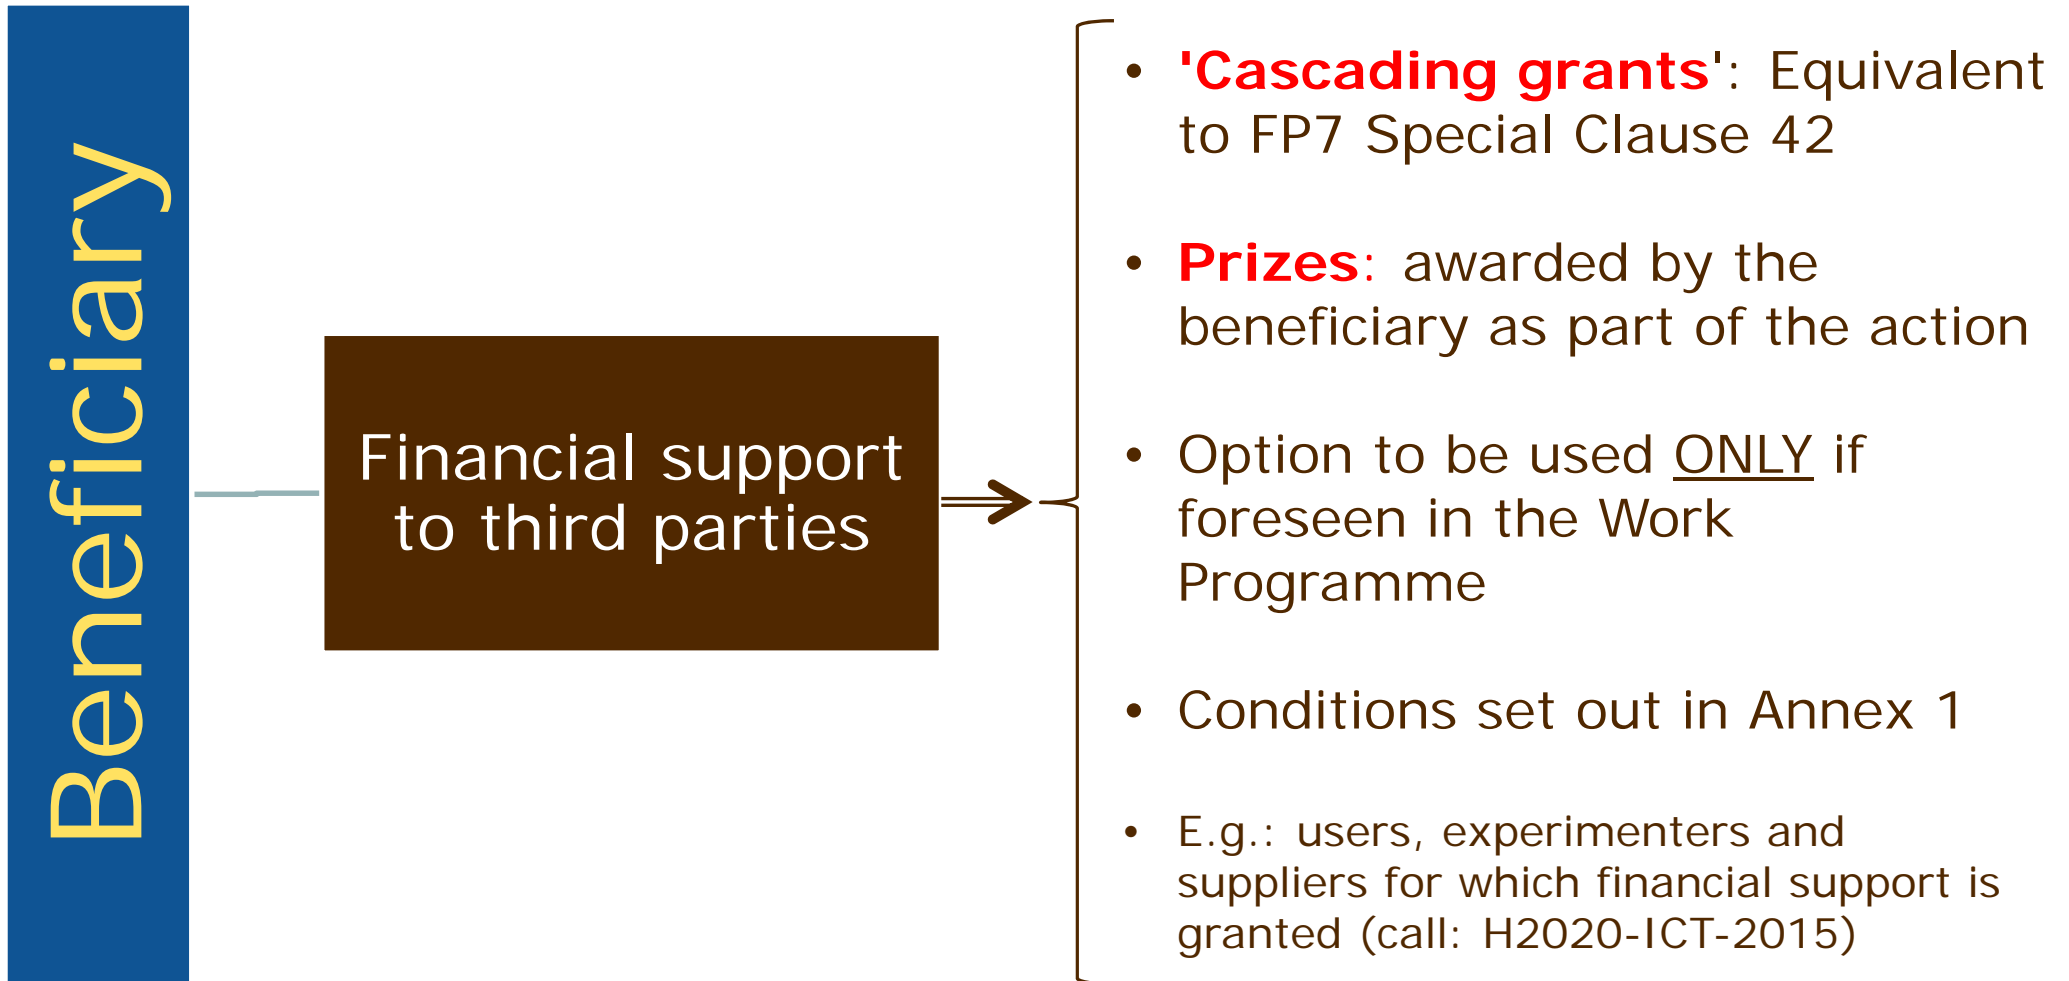 Beneficiary
Financial support
to third parties
• 'Cascading grants': Equivalent
to FP7 Special Clause 42
• Prizes: awarded by the
beneficiary as part of the action
• Option to be used ONLY if
foreseen in the Work
Programme
• Conditions set out in Annex 1
• E.g.: users, experimenters and
suppliers for which financial support is
granted (call: H2020-ICT-2015)